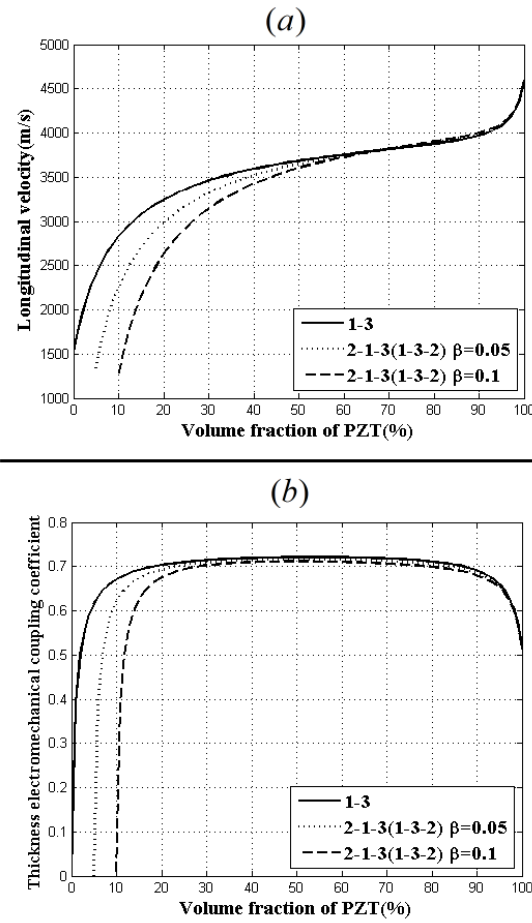 (a)
5000
4500
4000
3500
3000
2500
2000
1500
1000
Longitudinal velocity(m/s)
1-3
2-1-3(1-3-2) β=0.05
2-1-3(1-3-2) β=0.1
0 10 20 30 40 50 60 70 80 90 100
Volume fraction of PZT(%)
(b)
0.8
0.7
0.6
0.5
0.4
0.3
0.2
0.1
0
Thickness electromechanical coupling coefficient
1-3
2-1-3(1-3-2) β=0.05
2-1-3(1-3-2) β=0.1
0 10 20 30 40 50 60 70 80 90 100
Volume fraction of PZT(%)